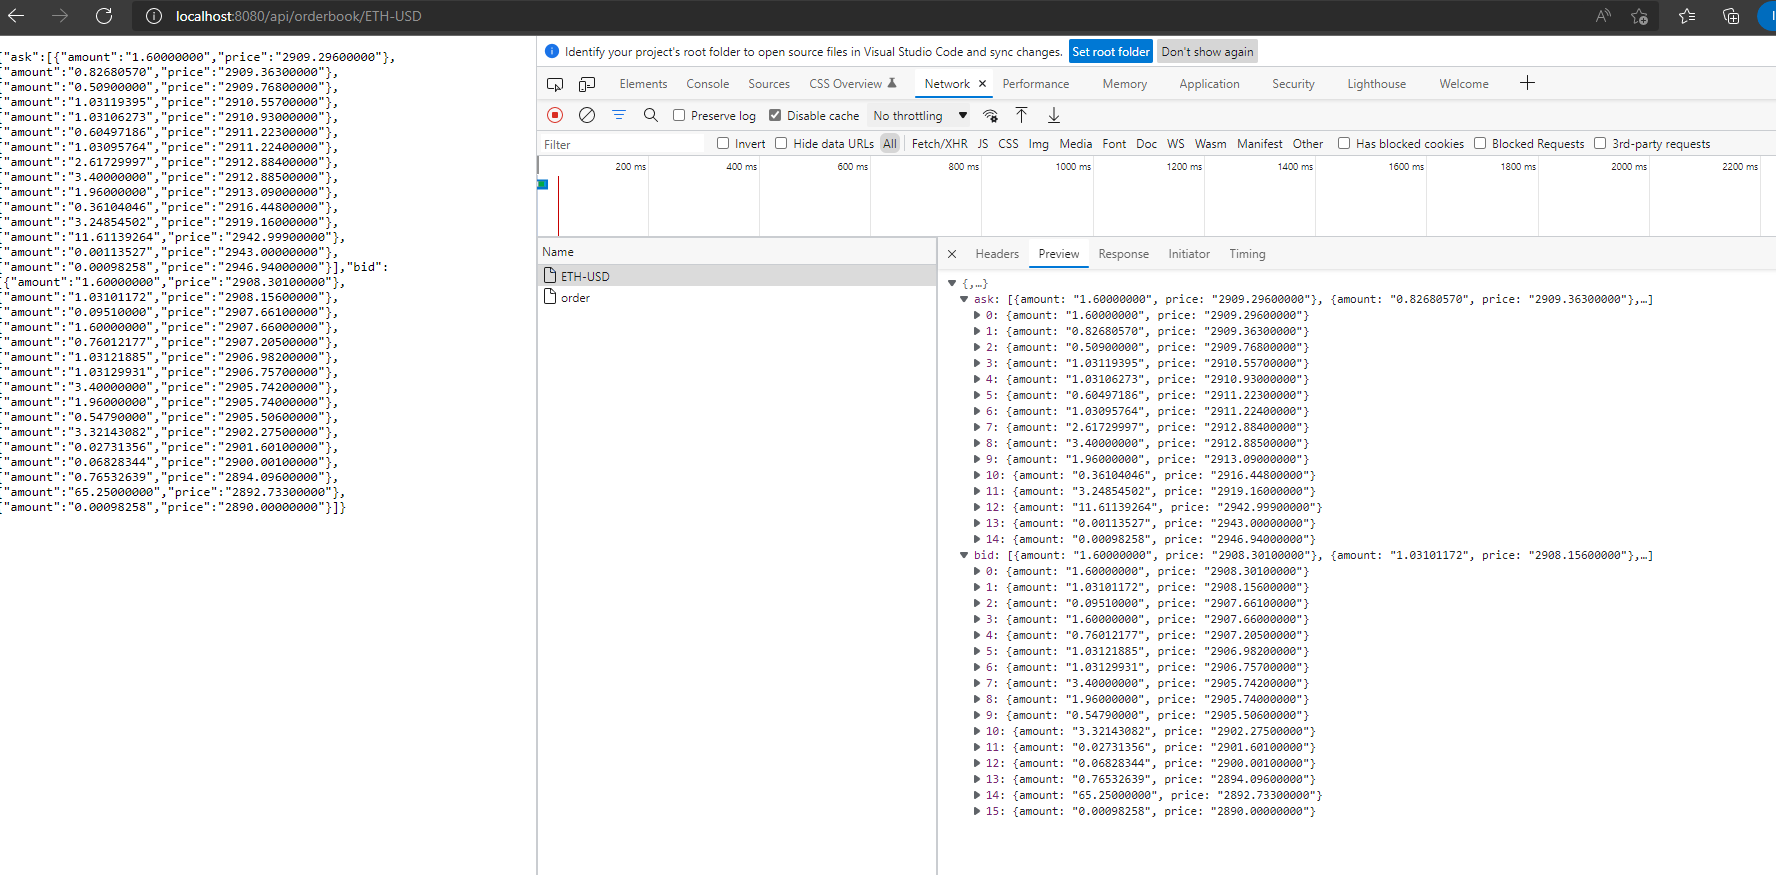 localhost:8080/api/orderbook/ETH-USD
{"ask":[{"amount":"1.60000000","price":"2909.29600000"},
{"amount":"0.82680570","price":"2909.36300000"},
{"amount":"0.50900000","price":"2909.76800000"},
{"amount":"1.03119395","price":"2910.55700000"},
{"amount":"1.03106273","price":"2910.93000000"},
{"amount":"0.60497186","price":"2911.22300000"},
{"amount":"1.03095764","price":"2911.22400000"},
{"amount":"2.61729997","price":"2912.88400000"},
{"amount":"3.40000000","price":"2912.88500000"},
{"amount":"1.96000000","price":"2913.09000000"},
{"amount":"0.36104046","price":"2916.44800000"},
{"amount":"3.24854502","price":"2919.16000000"},
{"amount":"11.61139264","price":"2942.99900000"},
{"amount":"0.00113527","price":"2943.00000000"},
{"amount":"0.00098258","price":"2946.94000000"}],"bid":
[{"amount":"1.60000000","price":"2908.30100000"},
{"amount":"1.03101172","price":"2908.15600000"},
{"amount":"0.09510000","price":"2907.66100000"},
{"amount":"1.60000000","price":"2907.66000000"},
{"amount":"0.76012177","price":"2907.20500000"},
{"amount":"1.03121885","price":"2906.98200000"},
{"amount":"1.03129931","price":"2906.75700000"},
{"amount":"3.40000000","price":"2905.74200000"},
{"amount":"1.96000000","price":"2905.74000000"},
{"amount":"0.54790000","price":"2905.50600000"},
{"amount":"3.32143082","price":"2902.27500000"},
{"amount":"0.02731356","price":"2901.60100000"},
{"amount":"0.06828344","price":"2900.00100000"},
{"amount":"0.76532639","price":"2894.09600000"},
{"amount":"65.25000000","price":"2892.73300000"},
{"amount":"0.00098258","price":"2890.00000000"}]}
Identify your project's root folder to open source files in Visual Studio Code and sync changes. Set root folder Don't show again
Elements Console Sources CSS Overview Network Performance Memory Application Security Lighthouse Welcome
Preserve log Disable cache No throttling
Filter Invert Hide data URLs All Fetch/XHR JS CSS Img Media Font Doc WS Wasm Manifest Other Has blocked cookies Blocked Requests 3rd-party requests
200 ms 400 ms 600 ms 800 ms 1000 ms 1200 ms 1400 ms 1600 ms 1800 ms 2000 ms 2200 ms
Name
ETH-USD
order
Headers Preview Response Initiator Timing
{,…}
ask: [{amount: "1.60000000", price: "2909.29600000"}, {amount: "0.82680570", price: "2909.36300000"},…]
0: {amount: "1.60000000", price: "2909.29600000"}
1: {amount: "0.82680570", price: "2909.36300000"}
2: {amount: "0.50900000", price: "2909.76800000"}
3: {amount: "1.03119395", price: "2910.55700000"}
4: {amount: "1.03106273", price: "2910.93000000"}
5: {amount: "0.60497186", price: "2911.22300000"}
6: {amount: "1.03095764", price: "2911.22400000"}
7: {amount: "2.61729997", price: "2912.88400000"}
8: {amount: "3.40000000", price: "2912.88500000"}
9: {amount: "1.96000000", price: "2913.09000000"}
10: {amount: "0.36104046", price: "2916.44800000"}
11: {amount: "3.24854502", price: "2919.16000000"}
12: {amount: "11.61139264", price: "2942.99900000"}
13: {amount: "0.00113527", price: "2943.00000000"}
14: {amount: "0.00098258", price: "2946.94000000"}
bid: [{amount: "1.60000000", price: "2908.30100000"}, {amount: "1.03101172", price: "2908.15600000"},…]
0: {amount: "1.60000000", price: "2908.30100000"}
1: {amount: "1.03101172", price: "2908.15600000"}
2: {amount: "0.09510000", price: "2907.66100000"}
3: {amount: "1.60000000", price: "2907.66000000"}
4: {amount: "0.76012177", price: "2907.20500000"}
5: {amount: "1.03121885", price: "2906.98200000"}
6: {amount: "1.03129931", price: "2906.75700000"}
7: {amount: "3.40000000", price: "2905.74200000"}
8: {amount: "1.96000000", price: "2905.74000000"}
9: {amount: "0.54790000", price: "2905.50600000"}
10: {amount: "3.32143082", price: "2902.27500000"}
11: {amount: "0.02731356", price: "2901.60100000"}
12: {amount: "0.06828344", price: "2900.00100000"}
13: {amount: "0.76532639", price: "2894.09600000"}
14: {amount: "65.25000000", price: "2892.73300000"}
15: {amount: "0.00098258", price: "2890.00000000"}